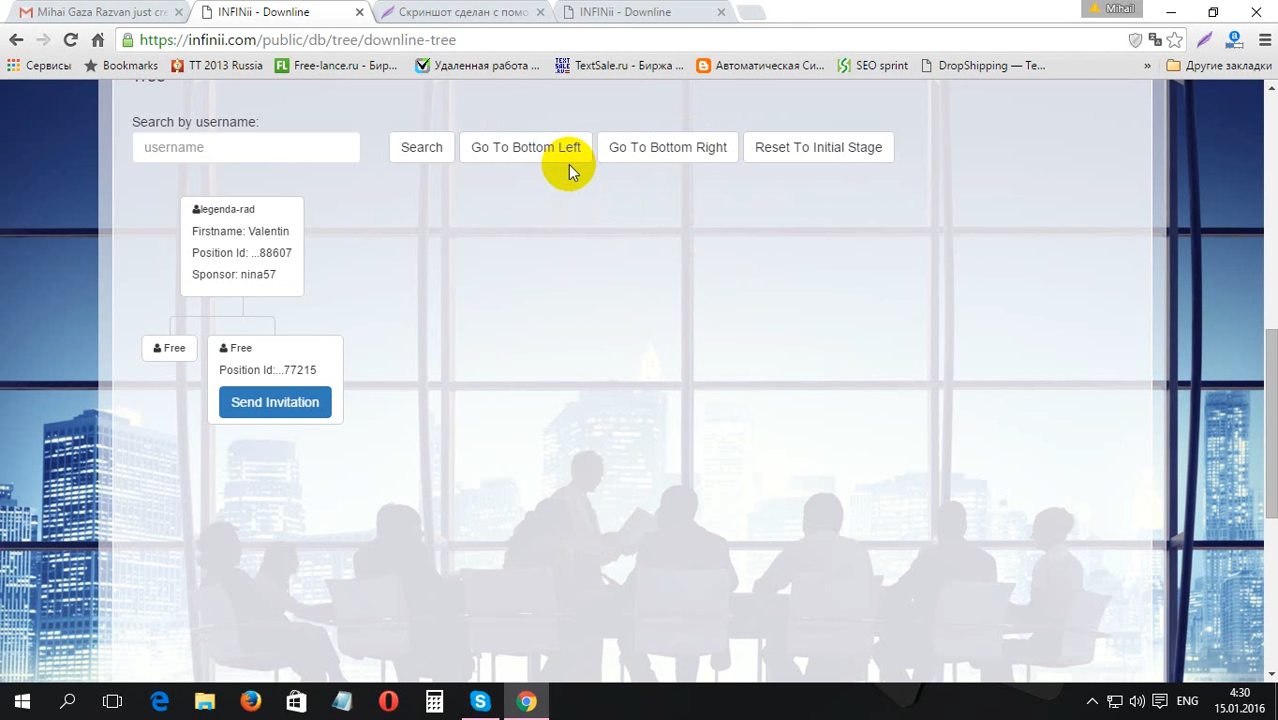 Mihai Gaza Razvan just cre
INFINii - Downline
Скриншот сделан с помо
INFINii - Downline
Mihail
https://infinii.com/public/db/tree/downline-tree
Сервисы
Bookmarks
TT 2013 Russia
Free-lance.ru - Бир...
Удаленная работа ...
TextSale.ru - Биржа ...
Автоматическая Си...
SEO sprint
DropShipping — Te...
»
Другие закладки
Search by username:
username
Search
Go To Bottom Left
Go To Bottom Right
Reset To Initial Stage
legenda-rad
Firstname: Valentin
Position Id: ...88607
Sponsor: nina57
Free
Free
Position Id:...77215
Send Invitation
ENG
4:30
15.01.2016